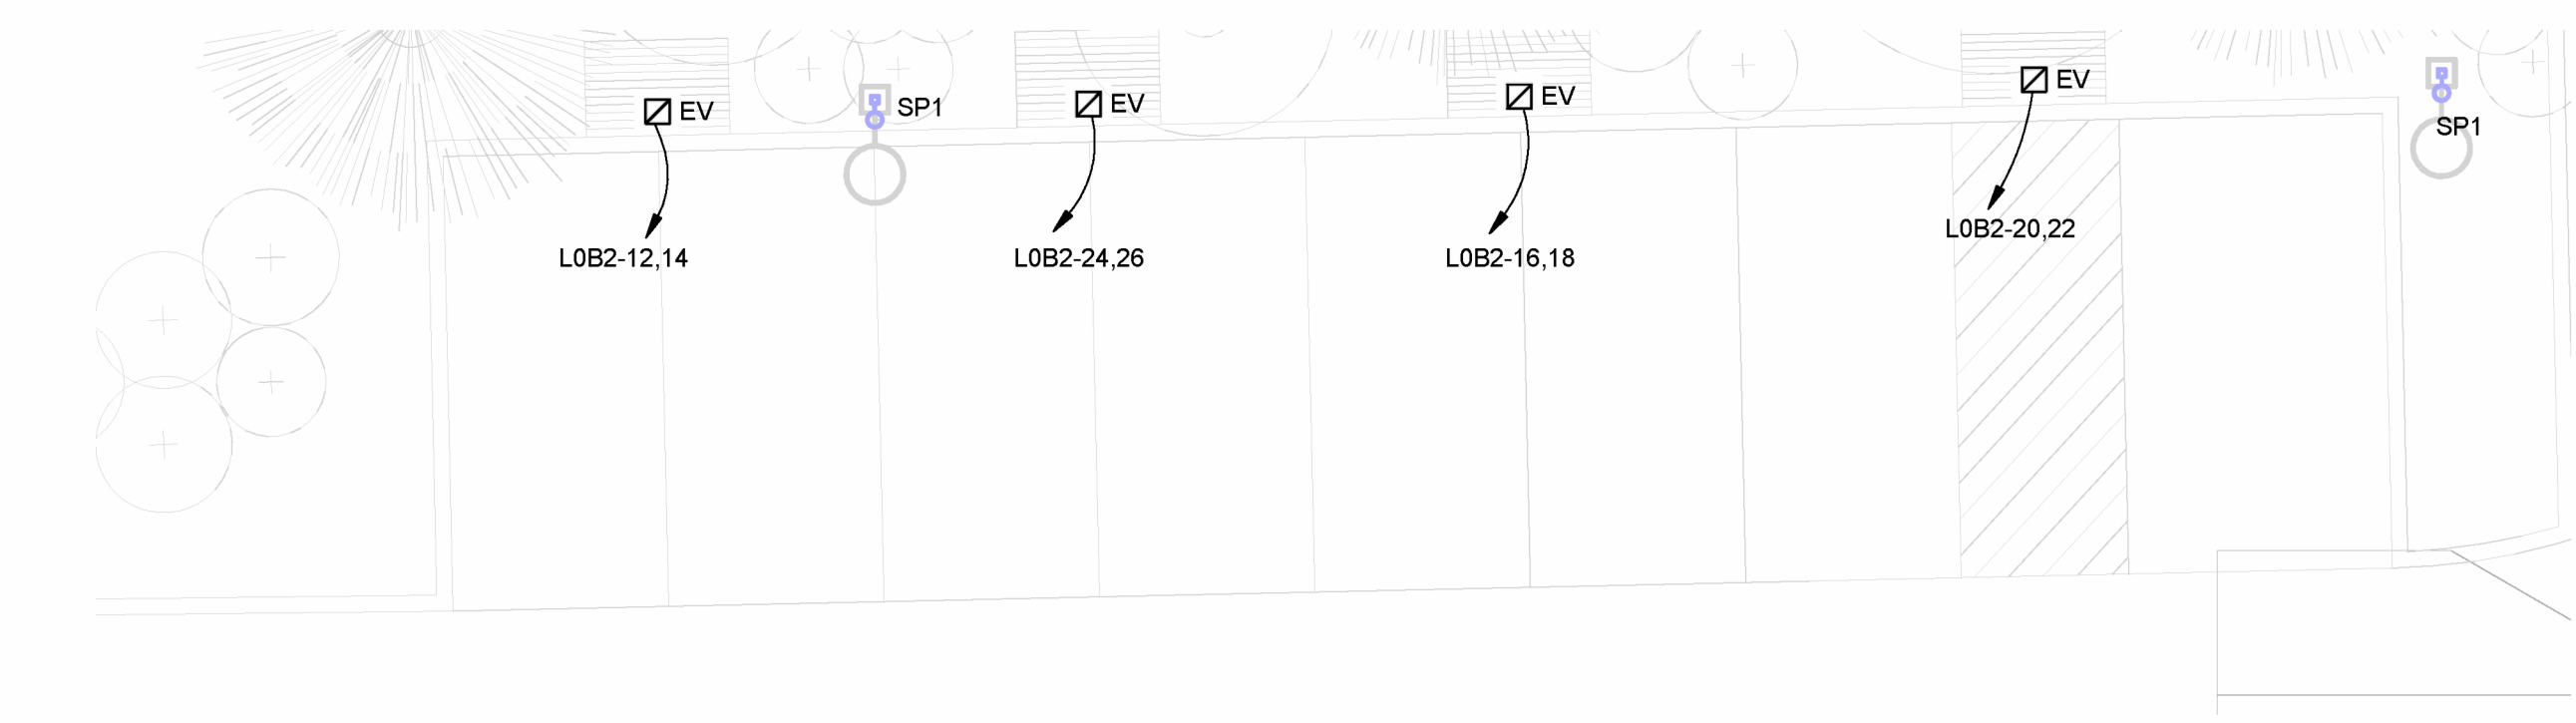 EV
SP1
EV
EV
EV
SP1
L0B2-12,14
L0B2-24,26
L0B2-16,18
L0B2-20,22